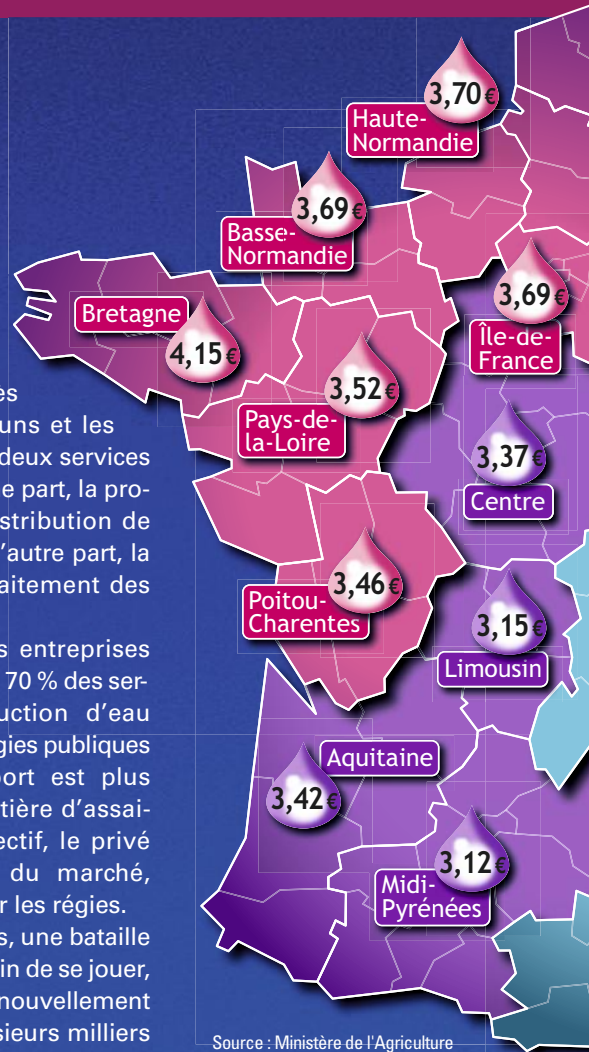 3,70 €
Haute-
Normandie
3,69 €
Basse-
Normandie
3,69 €
Île-de-
France
Bretagne
4,15 €
3,52 €
Pays-de-
la-Loire
3,37 €
Centre
3,46 €
Poitou-
Charentes
3,15 €
Limousin
Aquitaine
3,42 €
3,12 €
Midi-
Pyrénées
uns et les
deux services
part, la pro-
stribution de
'autre part, la
aitement des
s entreprises
70 % des ser-
uction d'eau
gies publiques
port est plus
tière d'assai-
ectif, le privé
du marché,
r les régies.
s, une bataille
in de se jouer,
nouvellement
sieurs milliers
Source : Ministère de l'Agriculture